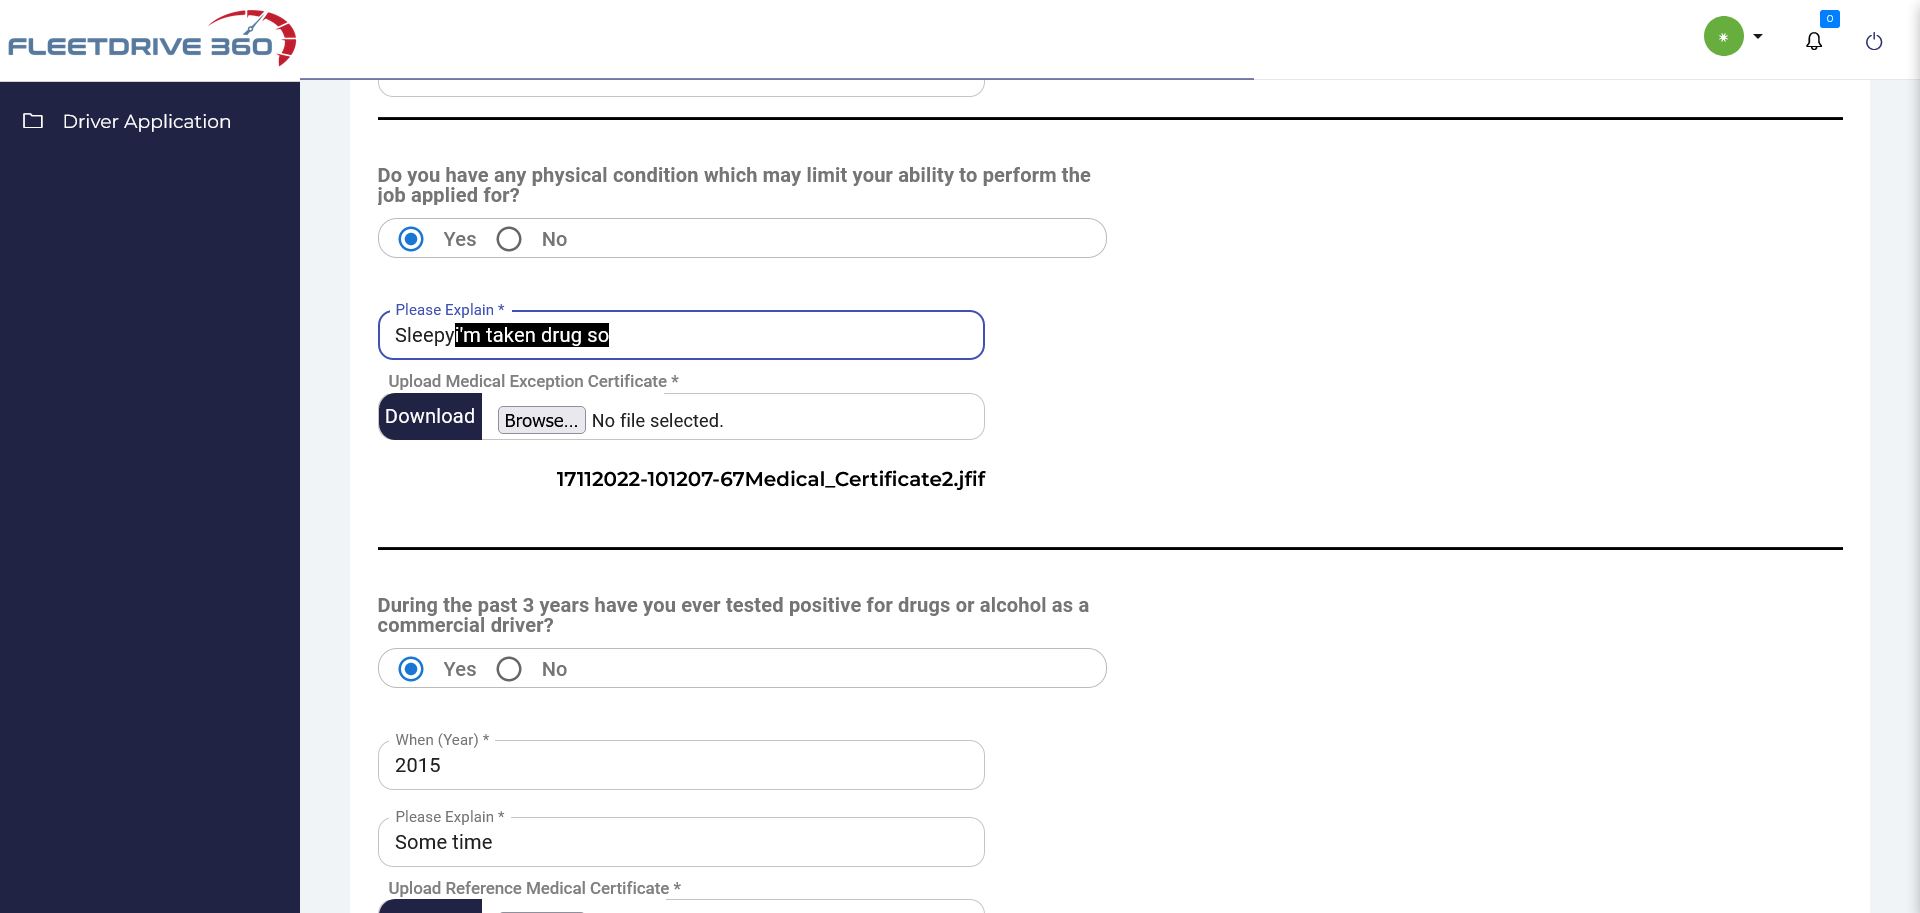 FLEETDRIVE 360
0
Driver Application
Do you have any physical condition which may limit your ability to perform the
job applied for?
Yes No
Please Explain *
Sleepyi'm taken drug so
Upload Medical Exception Certificate *
Download Browse... No file selected.
17112022-101207-67Medical_Certificate2.jfif
During the past 3 years have you ever tested positive for drugs or alcohol as a
commercial driver?
Yes No
When (Year) *
2015
Please Explain *
Some time
Upload Reference Medical Certificate *